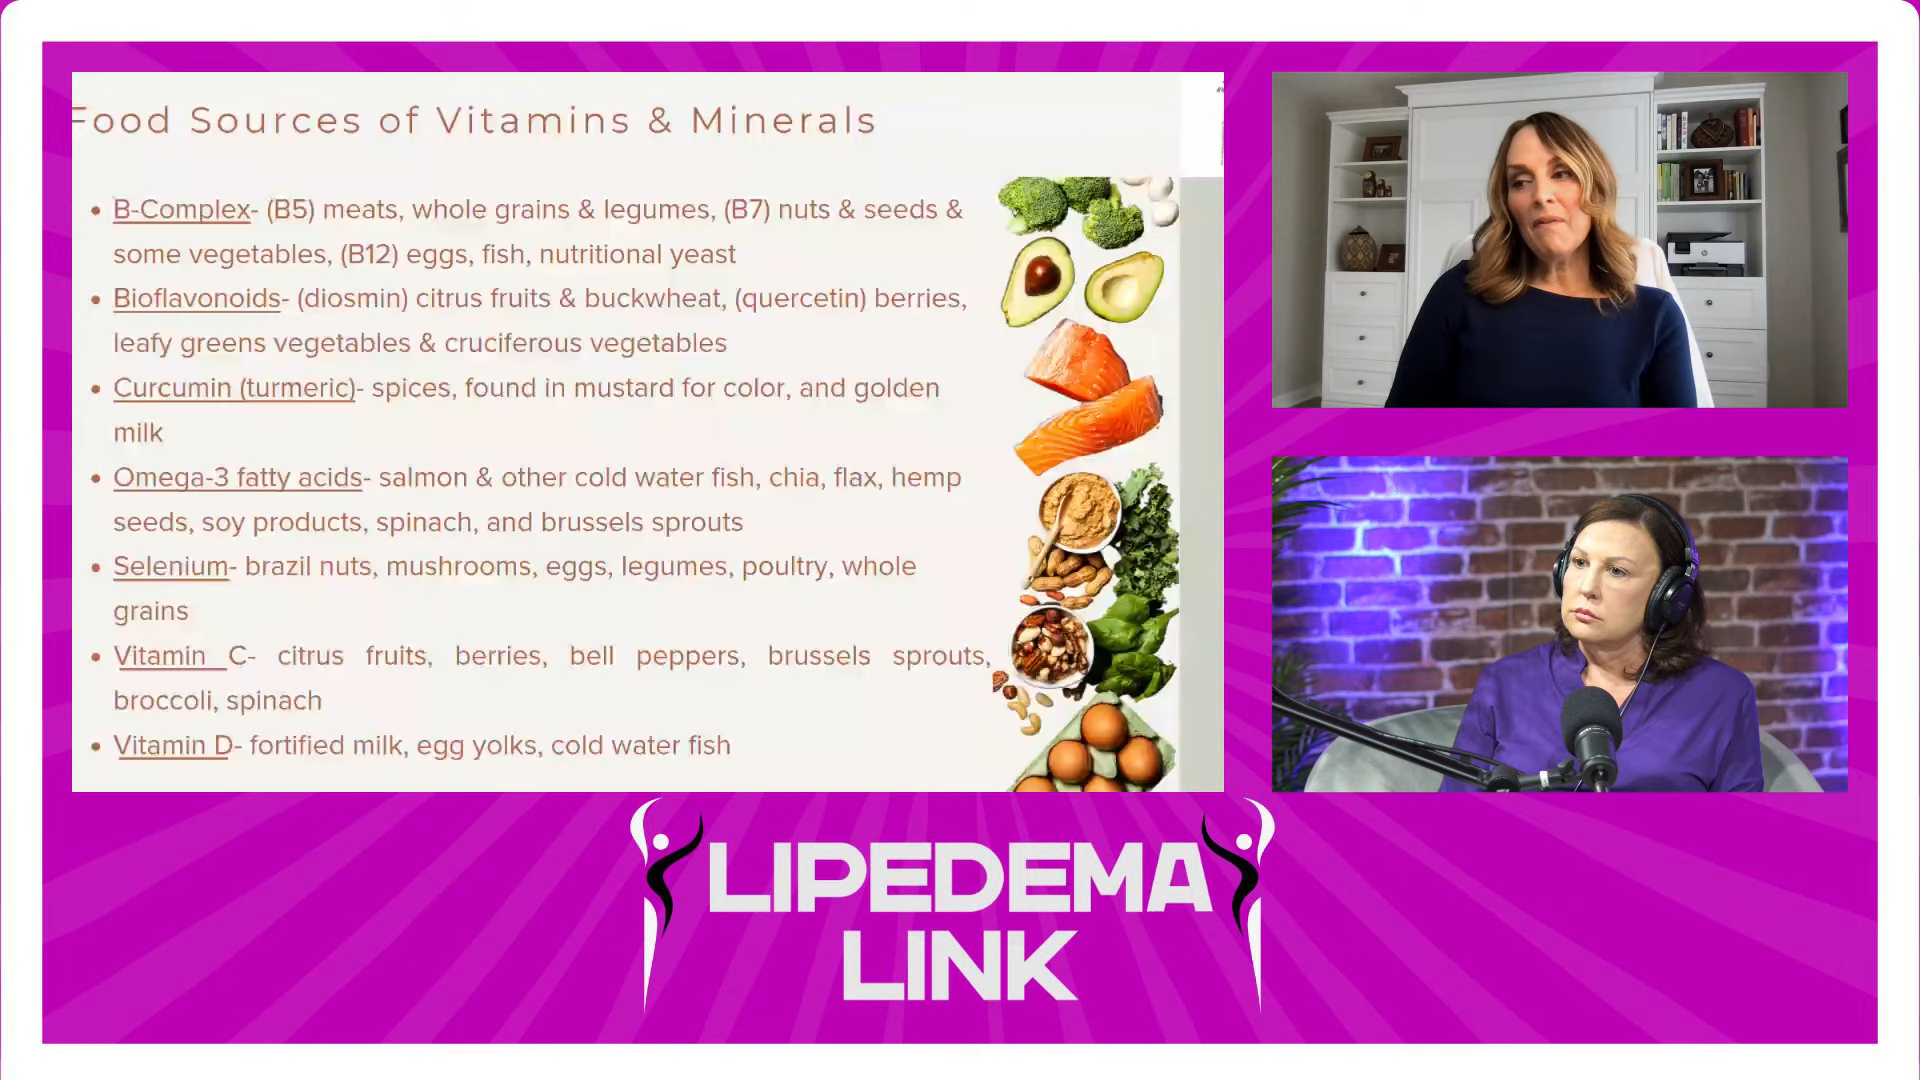 Food Sources of Vitamins & Minerals
• B-Complex- (B5) meats, whole grains & legumes, (B7) nuts & seeds &
some vegetables, (B12) eggs, fish, nutritional yeast
• Bioflavonoids- (diosmin) citrus fruits & buckwheat, (quercetin) berries,
leafy greens vegetables & cruciferous vegetables
• Curcumin (turmeric)- spices, found in mustard for color, and golden
milk
• Omega-3 fatty acids- salmon & other cold water fish, chia, flax, hemp
seeds, soy products, spinach, and brussels sprouts
• Selenium- brazil nuts, mushrooms, eggs, legumes, poultry, whole
grains
• Vitamin C- citrus fruits, berries, bell peppers, brussels sprouts,
broccoli, spinach
• Vitamin D- fortified milk, egg yolks, cold water fish
LIPEDEMA
LINK